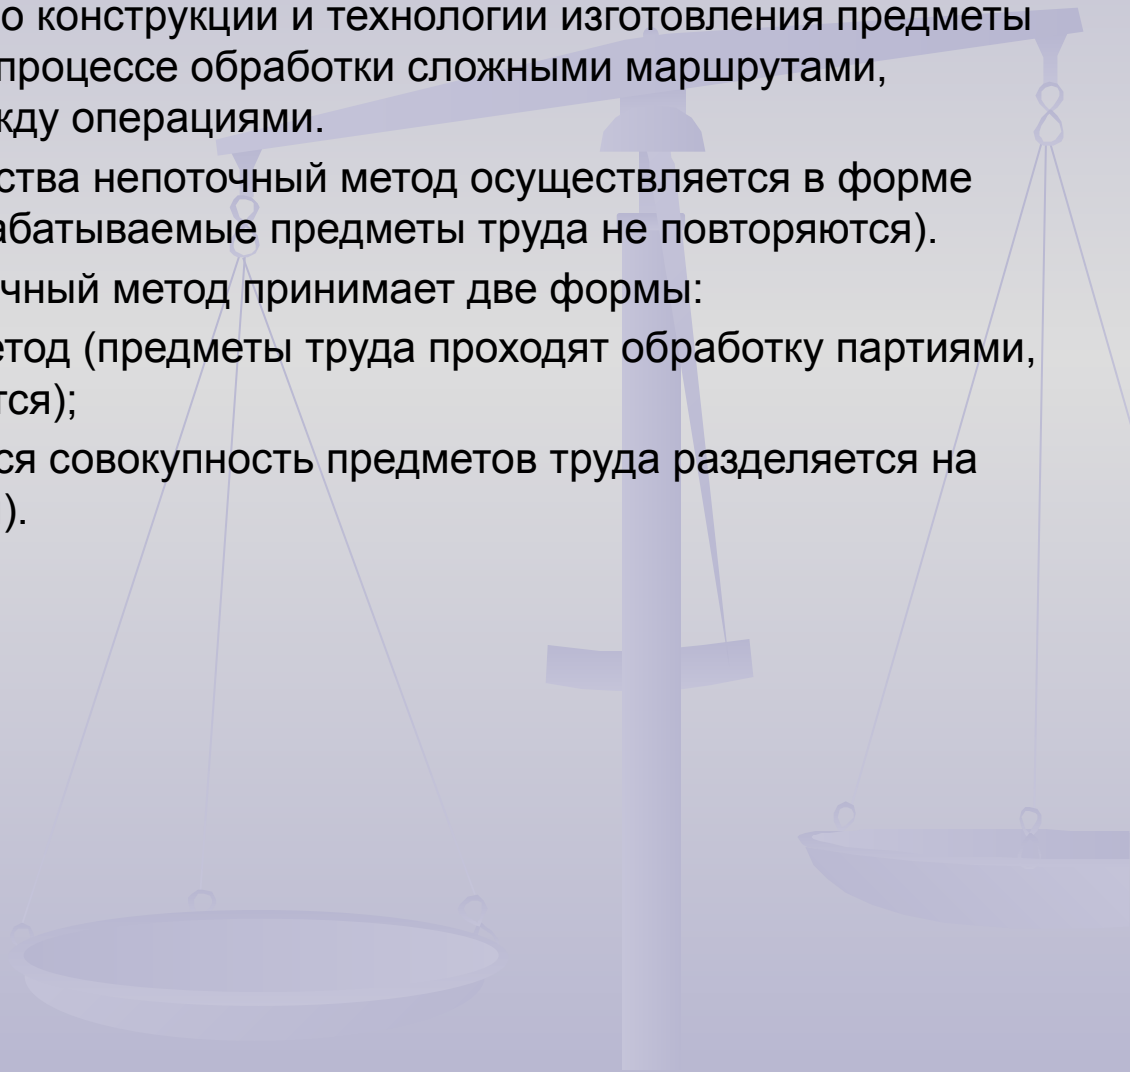 о конструкции и технологии изготовления предметы
процессе обработки сложными маршрутами,
жду операциями.
ства непоточный метод осуществляется в форме
абатываемые предметы труда не повторяются).
чный метод принимает две формы:
етод (предметы труда проходят обработку партиями,
тся);
ся совокупность предметов труда разделяется на
).